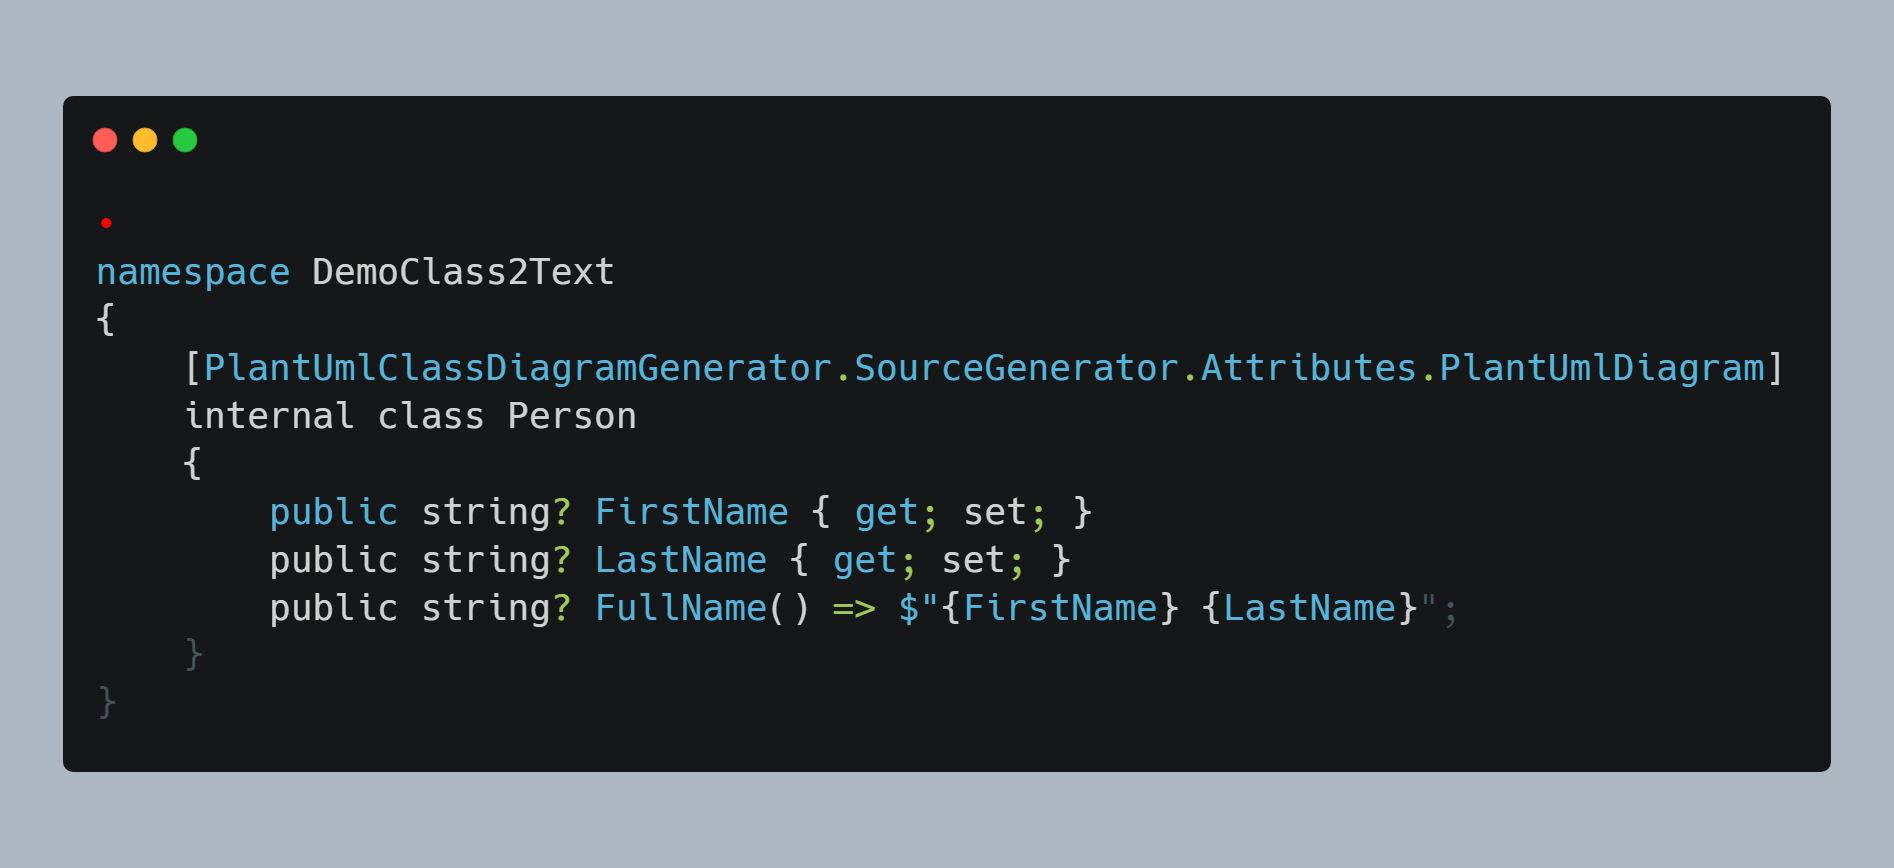 namespace DemoClass2Text
{
    [PlantUmlClassDiagramGenerator.SourceGenerator.Attributes.PlantUmlDiagram]
    internal class Person
    {
        public string? FirstName { get; set; }
        public string? LastName { get; set; }
        public string? FullName() => $"{FirstName} {LastName}";
    }
}